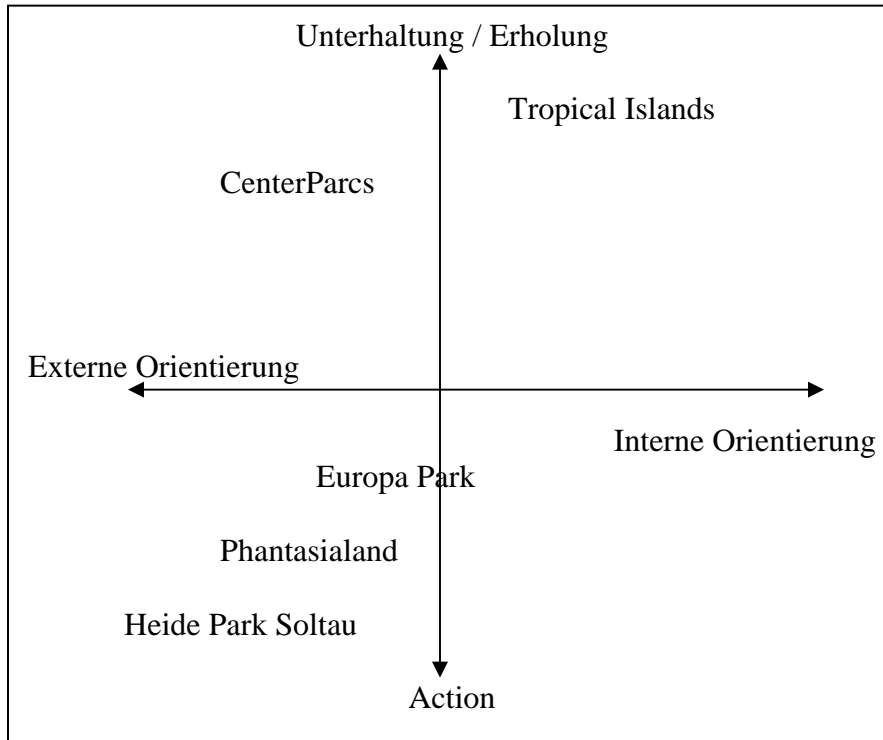 Unterhaltung / Erholung
Tropical Islands
CenterParcs
Externe Orientierung
Interne Orientierung
Europa Park
Phantasialand
Heide Park Soltau
Action